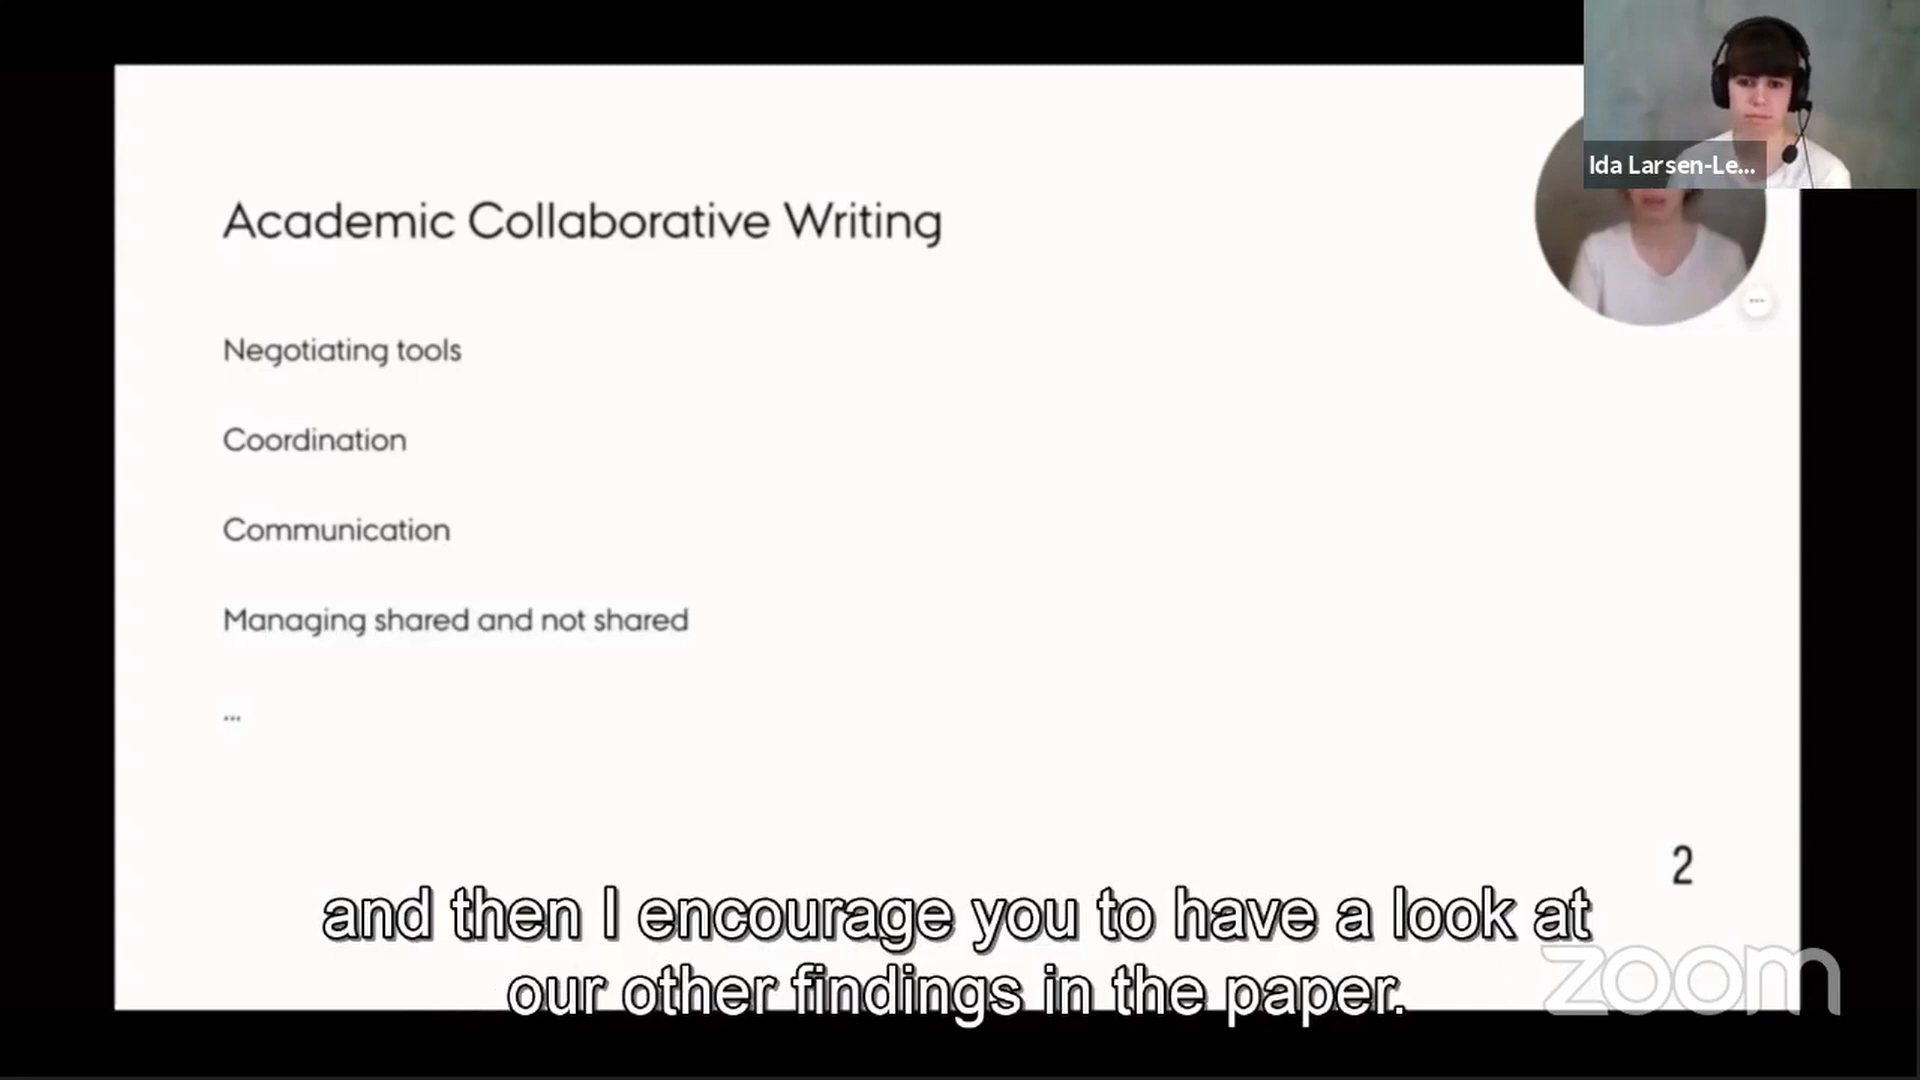 Ida Larsen-Le...
Academic Collaborative Writing
Negotiating tools
Coordination
Communication
Managing shared and not shared
...
2
and then I encourage you to have a look at
our other findings in the paper.
zoom